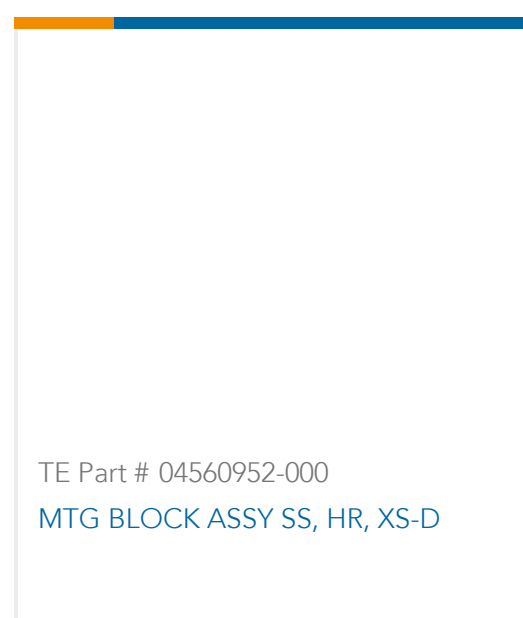 TE Part # 04560952-000
MTG BLOCK ASSY SS, HR, XS-D